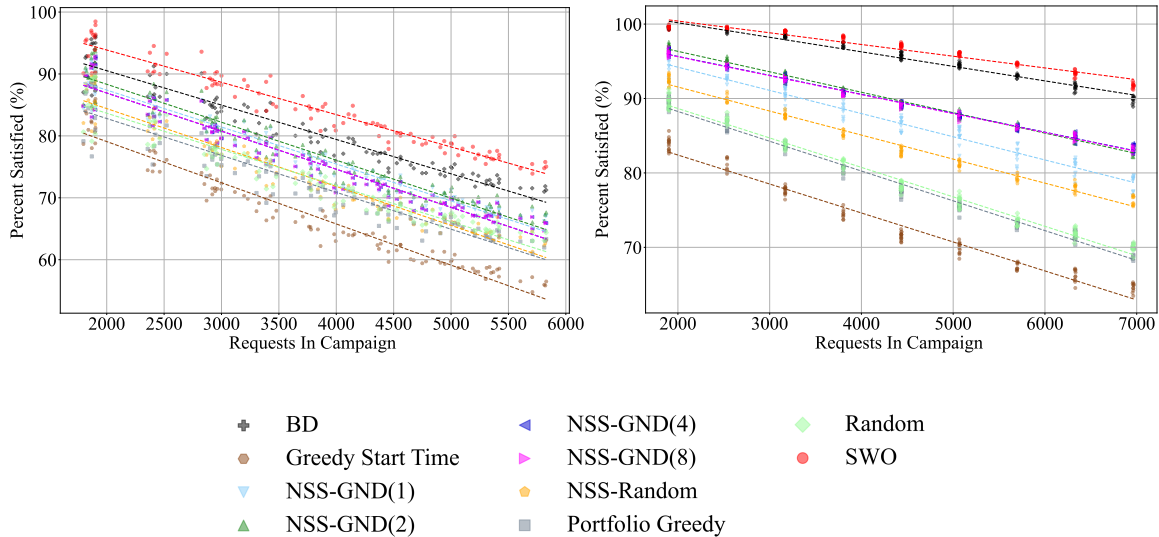 100
90
80
70
60
Percent Satisfied (%)
2000 2500 3000 3500 4000 4500 5000 5500 6000
Requests In Campaign
100
90
80
70
Percent Satisfied (%)
2000 3000 4000 5000 6000 7000
Requests In Campaign
BD
Greedy Start Time
NSS-GND(1)
NSS-GND(2)
NSS-GND(4)
NSS-GND(8)
NSS-Random
Portfolio Greedy
Random
SWO